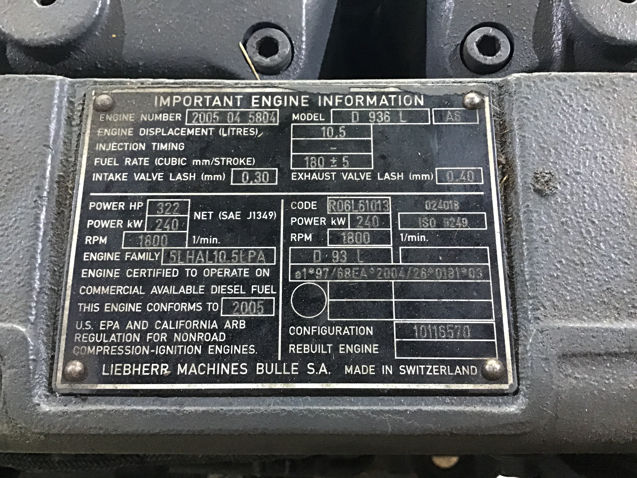 IMPORTANT ENGINE INFORMATION
ENGINE NUMBER 2005 04 5804 MODEL D 936 L A6
ENGINE DISPLACEMENT (LITRES) 10.5
INJECTION TIMING –
FUEL RATE (CUBIC mm/STROKE) 180 ± 5
INTAKE VALVE LASH (mm) 0,30 EXHAUST VALVE LASH (mm) 0,40
POWER HP 322
POWER kW 240 NET (SAE J1349)
RPM 1800 1/min.
ENGINE FAMILY 5LHAL10.5LPA
ENGINE CERTIFIED TO OPERATE ON
COMMERCIAL AVAILABLE DIESEL FUEL
THIS ENGINE CONFORMS TO 2005
U.S. EPA AND CALIFORNIA ARB
REGULATION FOR NONROAD
COMPRESSION-IGNITION ENGINES.
CODE R06L61013 024018
POWER kW 240 ISO 9249
RPM 1800 1/min.
D 93 L
e1*97/68EA*2004/26*0181*03
CONFIGURATION 10116570
REBUILT ENGINE
LIEBHERR MACHINES BULLE S.A. MADE IN SWITZERLAND